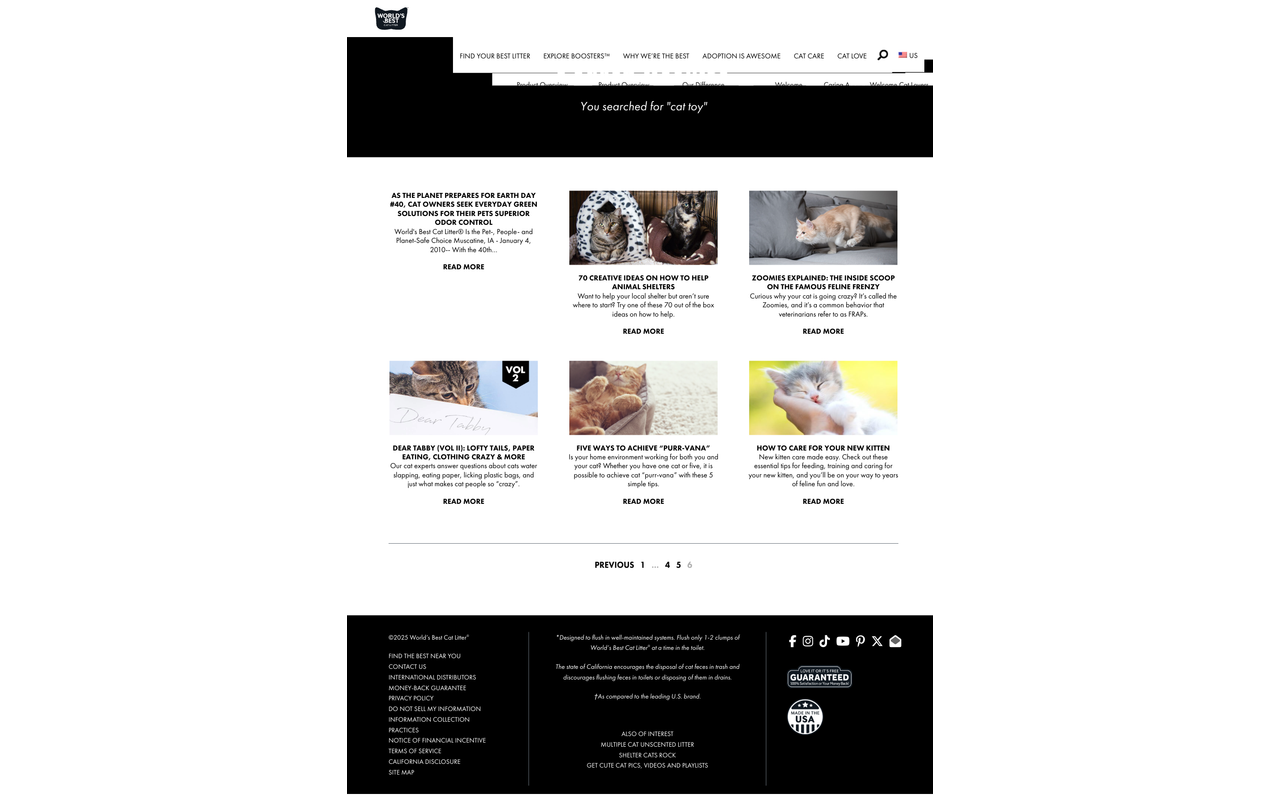 WORLD'S
BEST
CAT LITTER
FIND YOUR BEST LITTER EXPLORE BOOSTERS™ WHY WE'RE THE BEST ADOPTION IS AWESOME CAT CARE CAT LOVE US
Product Overview Product Overview Our Difference Welcome Caring A Welcome Cat Lovers
You searched for "cat toy"
AS THE PLANET PREPARES FOR EARTH DAY
#40, CAT OWNERS SEEK EVERYDAY GREEN
SOLUTIONS FOR THEIR PETS SUPERIOR
ODOR CONTROL
World's Best Cat Litter® Is the Pet-, People- and
Planet-Safe Choice Muscatine, IA - January 4,
2010-- With the 40th...
READ MORE
70 CREATIVE IDEAS ON HOW TO HELP
ANIMAL SHELTERS
Want to help your local shelter but aren't sure
where to start? Try one of these 70 out of the box
ideas on how to help.
READ MORE
ZOOMIES EXPLAINED: THE INSIDE SCOOP
ON THE FAMOUS FELINE FRENZY
Curious why your cat is going crazy? It's called the
Zoomies, and it's a common behavior that
veterinarians refer to as FRAPs.
READ MORE
VOL
2
Dear Tabby
DEAR TABBY (VOL II): LOFTY TAILS, PAPER
EATING, CLOTHING CRAZY & MORE
Our cat experts answer questions about cats water
slapping, eating paper, licking plastic bags, and
just what makes cat people so "crazy".
READ MORE
FIVE WAYS TO ACHIEVE "PURR-VANA"
Is your home environment working for both you and
your cat? Whether you have one cat or five, it is
possible to achieve cat "purr-vana" with these 5
simple tips.
READ MORE
HOW TO CARE FOR YOUR NEW KITTEN
New kitten care made easy. Check out these
essential tips for feeding, training and caring for
your new kitten, and you'll be on your way to years
of feline fun and love.
READ MORE
PREVIOUS 1 ... 4 5 6
©2025 World's Best Cat Litter®
FIND THE BEST NEAR YOU
CONTACT US
INTERNATIONAL DISTRIBUTORS
MONEY-BACK GUARANTEE
PRIVACY POLICY
DO NOT SELL MY INFORMATION
INFORMATION COLLECTION
PRACTICES
NOTICE OF FINANCIAL INCENTIVE
TERMS OF SERVICE
CALIFORNIA DISCLOSURE
SITE MAP
*Designed to flush in well-maintained systems. Flush only 1-2 clumps of
World's Best Cat Litter® at a time in the toilet.
The state of California encourages the disposal of cat feces in trash and
discourages flushing feces in toilets or disposing of them in drains.
†As compared to the leading U.S. brand.
ALSO OF INTEREST
MULTIPLE CAT UNSCENTED LITTER
SHELTER CATS ROCK
GET CUTE CAT PICS, VIDEOS AND PLAYLISTS
LOVE IT OR IT'S FREE
GUARANTEED
100% Satisfaction or Your Money Back!
MADE IN THE
USA